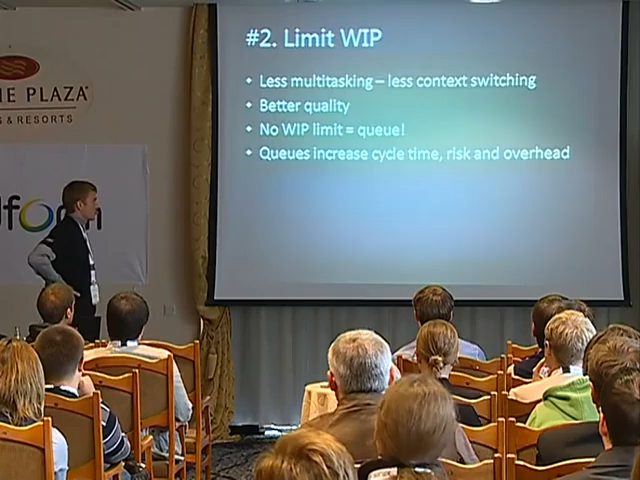 #2. Limit WIP
• Less multitasking – less context switching
• Better quality
• No WIP limit = queue!
• Queues increase cycle time, risk and overhead
PLAZA
& RESORTS